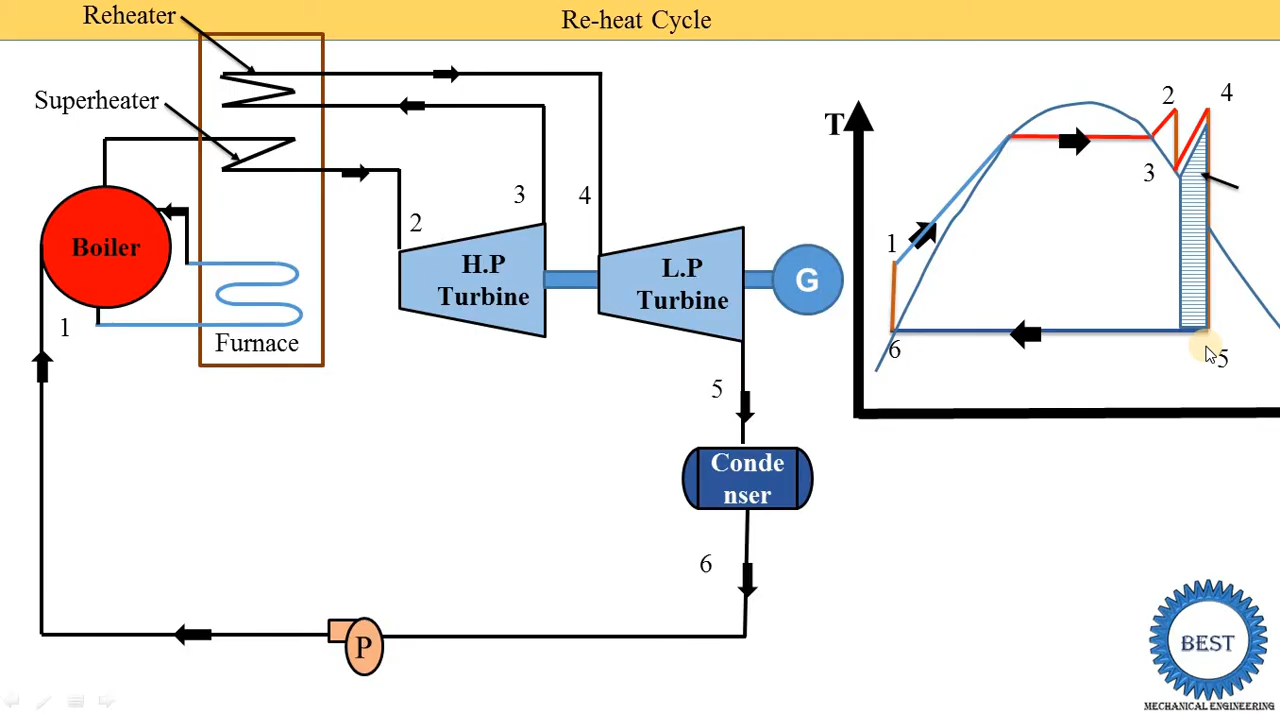 Re-heat Cycle
Reheater
Superheater
Boiler
1
Furnace
2
3
4
H.P
Turbine
L.P
Turbine
G
5
Conde
nser
6
P
T
1
2
3
4
5
6
BEST
MECHANICAL ENGINEERING